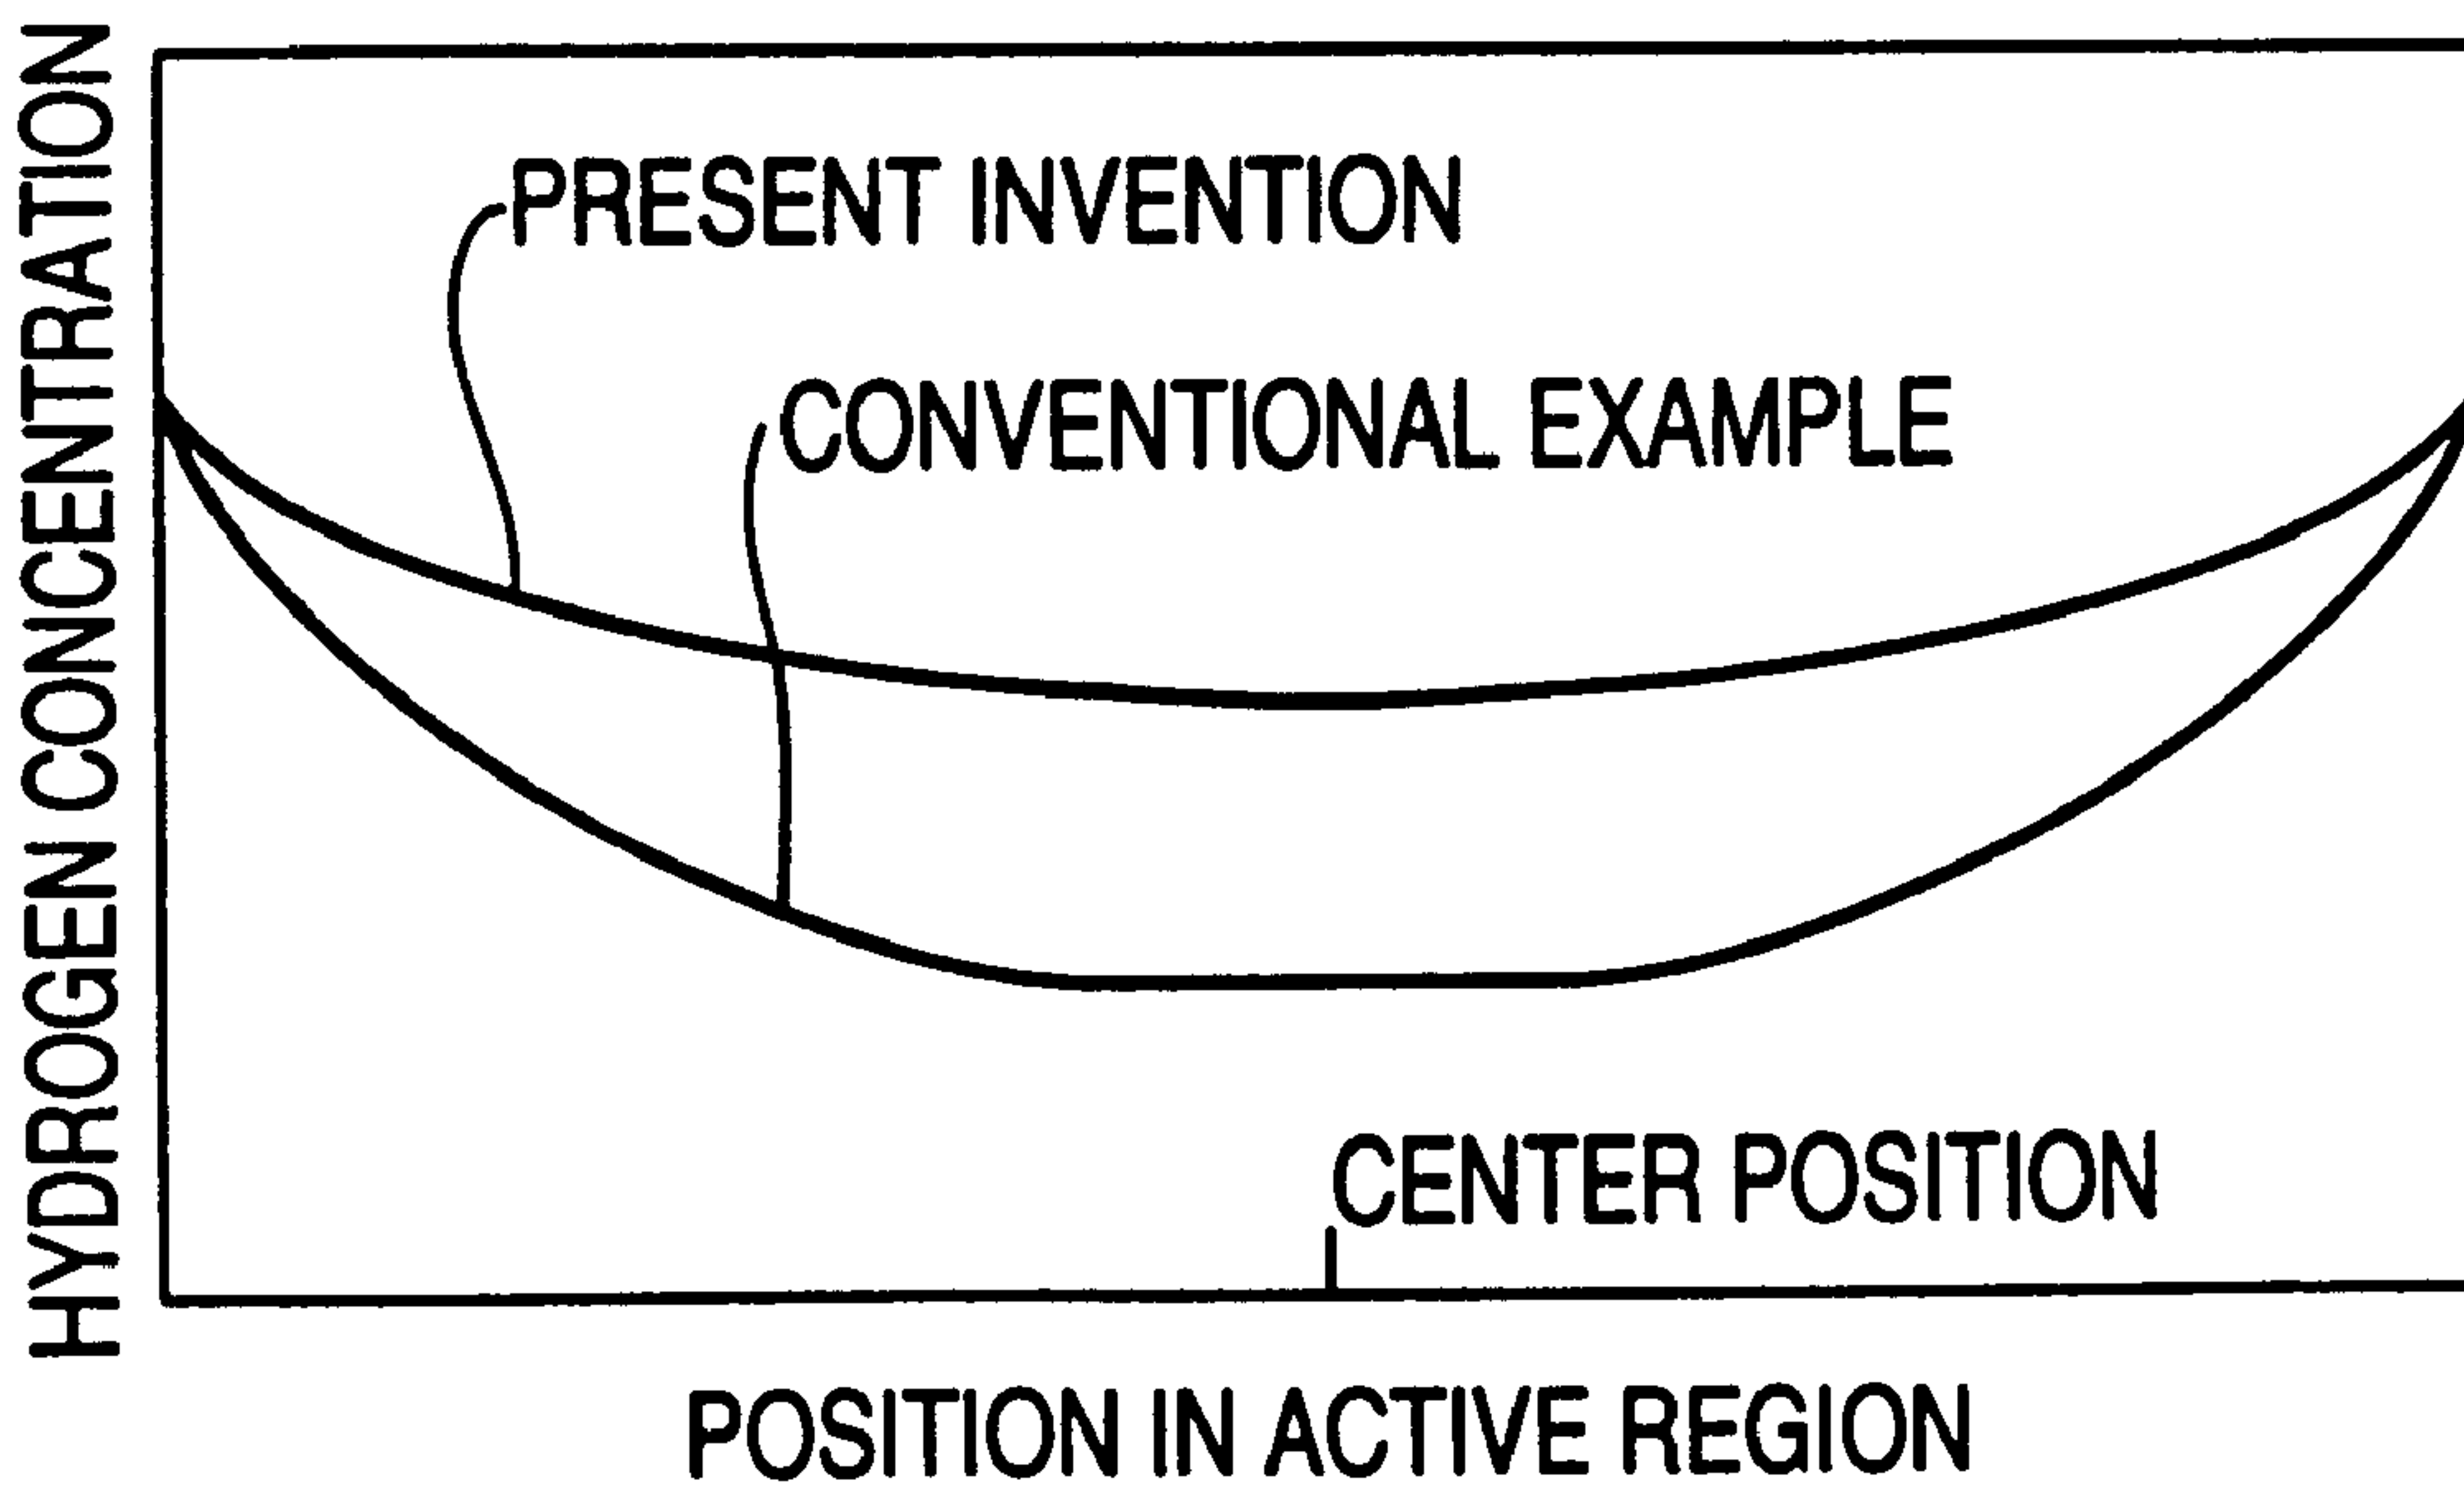 HYDROGEN CONCENTRATION
PRESENT INVENTION
CONVENTIONAL EXAMPLE
CENTER POSITION
POSITION IN ACTIVE REGION